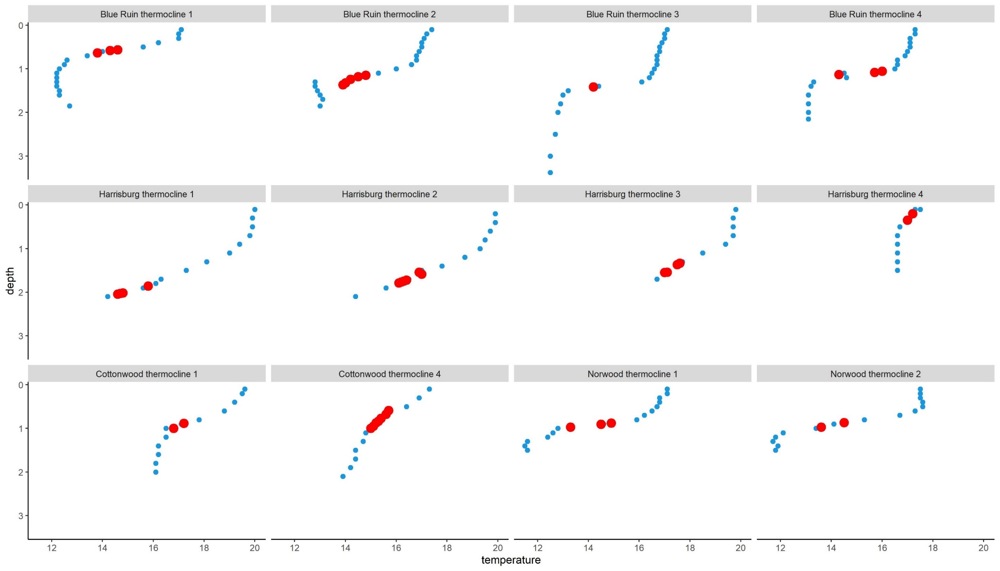 Blue Ruin thermocline 1
Blue Ruin thermocline 2
Blue Ruin thermocline 3
Blue Ruin thermocline 4
0
1
2
3
Harrisburg thermocline 1
Harrisburg thermocline 2
Harrisburg thermocline 3
Harrisburg thermocline 4
0
1
2
3
depth
Cottonwood thermocline 1
Cottonwood thermocline 4
Norwood thermocline 1
Norwood thermocline 2
0
1
2
3
12 14 16 18 20
12 14 16 18 20
12 14 16 18 20
12 14 16 18 20
temperature